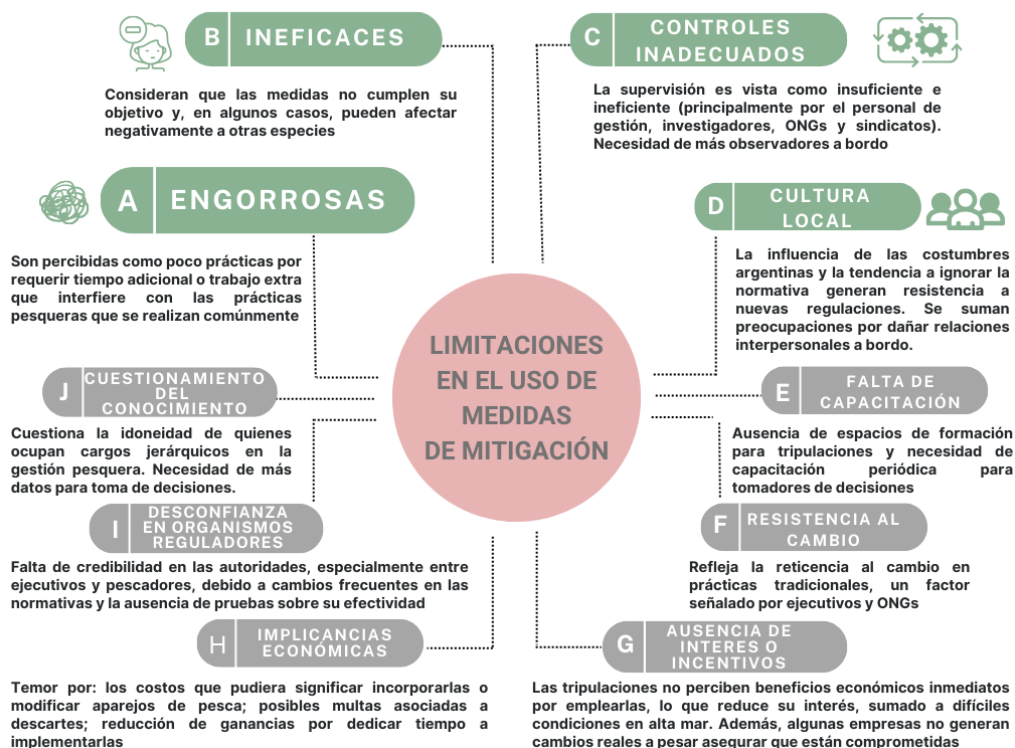 B INEFICACES
Consideran que las medidas no cumplen su
objetivo y, en algunos casos, pueden afectar
negativamente a otras especies
C CONTROLES
INADECUADOS
La supervisión es vista como insuficiente e
ineficiente (principalmente por el personal de
gestión, investigadores, ONGs y sindicatos).
Necesidad de más observadores a bordo
A ENGORROSAS
Son percibidas como poco prácticas por
requerir tiempo adicional o trabajo extra
que interfiere con las prácticas
pesqueras que se realizan comúnmente
D CULTURA
LOCAL
La influencia de las costumbres
argentinas y la tendencia a ignorar la
normativa generan resistencia a
nuevas regulaciones. Se suman
preocupaciones por dañar relaciones
interpersonales a bordo.
LIMITACIONES
EN EL USO DE
MEDIDAS
DE MITIGACIÓN
J CUESTIONAMIENTO
DEL
CONOCIMIENTO
Cuestiona la idoneidad de quienes
ocupan cargos jerárquicos en la
gestión pesquera. Necesidad de más
datos para toma de decisiones.
E FALTA DE
CAPACITACIÓN
Ausencia de espacios de formación
para tripulaciones y necesidad de
capacitación periódica para
tomadores de decisiones
I DESCONFIANZA
EN ORGANISMOS
REGULADORES
Falta de credibilidad en las autoridades, especialmente entre
ejecutivos y pescadores, debido a cambios frecuentes en las
normativas y la ausencia de pruebas sobre su efectividad
F RESISTENCIA AL
CAMBIO
Refleja la reticencia al cambio en
prácticas tradicionales, un factor
señalado por ejecutivos y ONGs
H IMPLICANCIAS
ECONÓMICAS
Temor por: los costos que pudiera significar incorporarlas o
modificar aparejos de pesca; posibles multas asociadas a
descartes; reducción de ganancias por dedicar tiempo a
implementarlas
G AUSENCIA DE
INTERES O
INCENTIVOS
Las tripulaciones no perciben beneficios económicos inmediatos
por emplearlas, lo que reduce su interés, sumado a difíciles
condiciones en alta mar. Además, algunas empresas no generan
cambios reales a pesar asegurar que están comprometidas